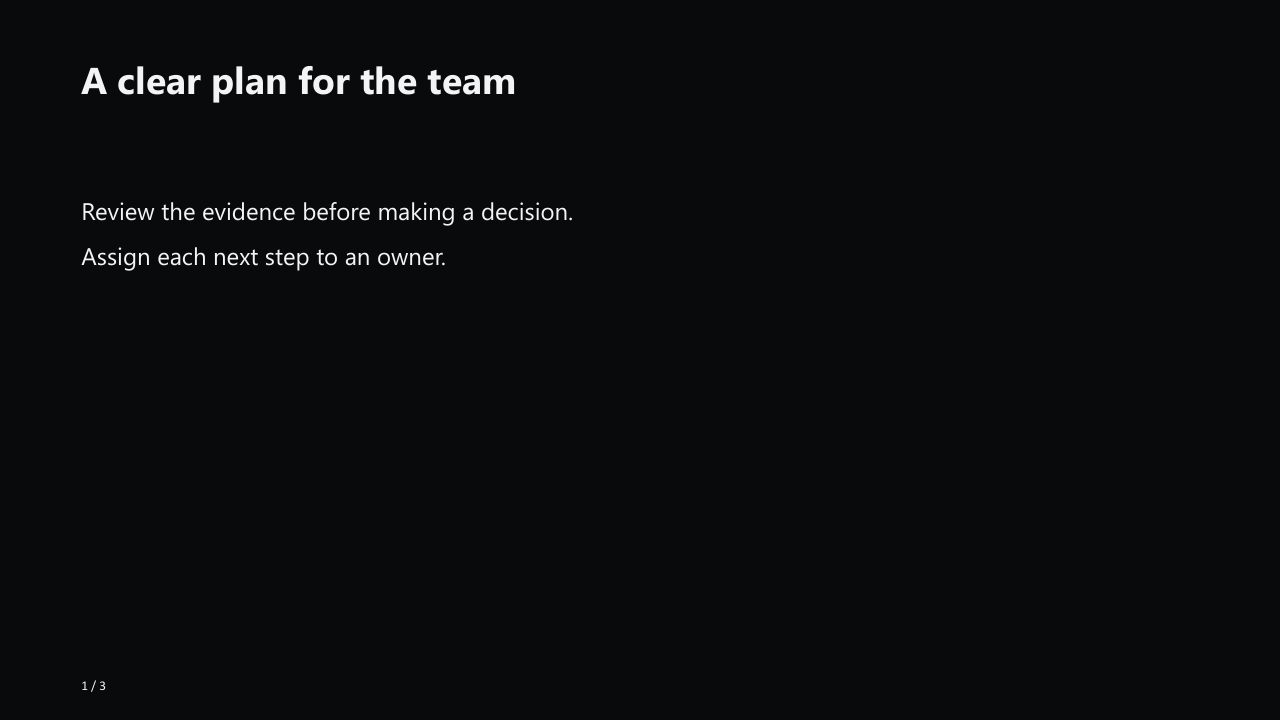 A clear plan for the team
Review the evidence before making a decision.
Assign each next step to an owner.
1 / 3